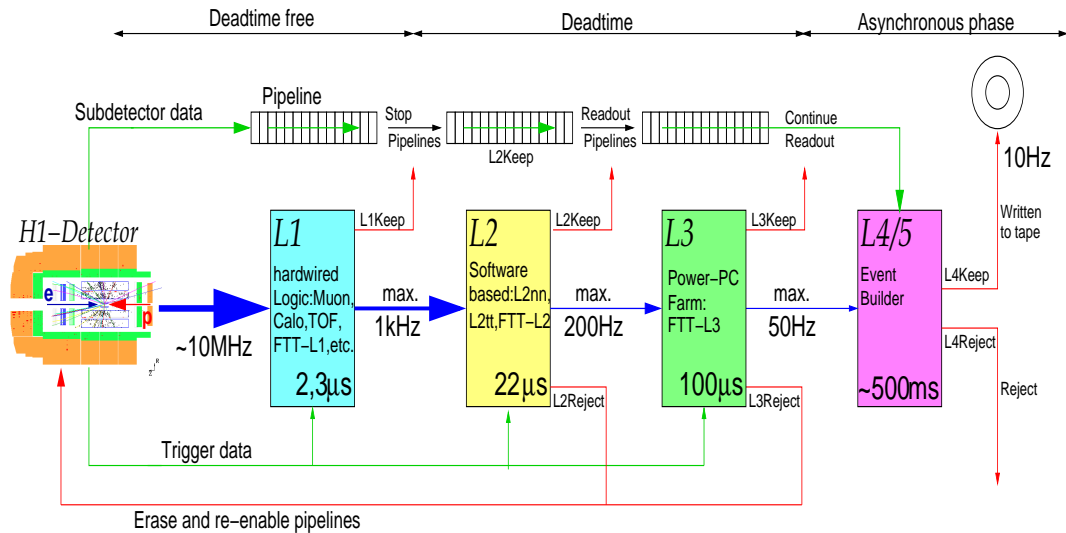 Deadtime free
Deadtime
Asynchronous phase
Subdetector data
Pipeline
Stop
Pipelines
L2Keep
Readout
Pipelines
Continue
Readout
10Hz
Written
to tape
H1-Detector
e
p
~10MHz
L1
hardwired
Logic:Muon,
Calo,TOF,
FTT-L1,etc.
2,3μs
L1Keep
max.
1kHz
L2
Software
based:L2nn,
L2tt,FTT-L2
22μs
L2Keep
L2Reject
max.
200Hz
L3
Power-PC
Farm:
FTT-L3
100μs
L3Keep
L3Reject
max.
50Hz
L4/5
Event
Builder
~500ms
L4Keep
L4Reject
Reject
Trigger data
Erase and re-enable pipelines